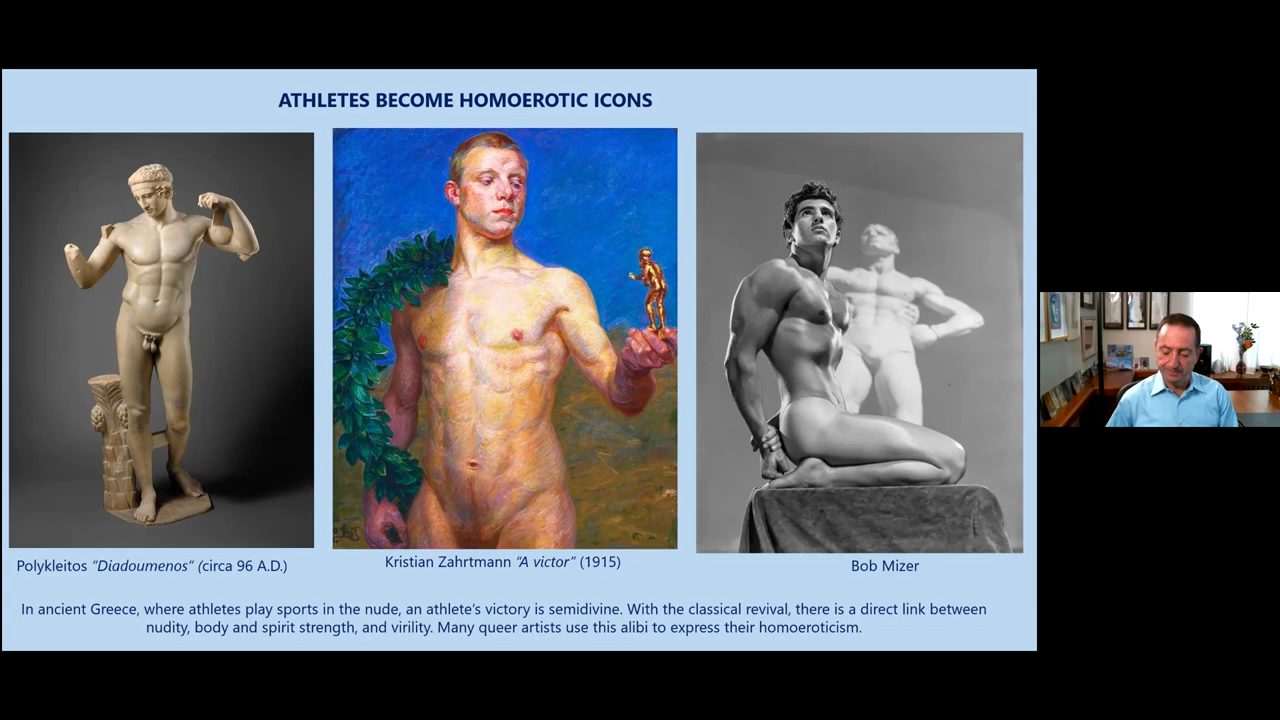 ATHLETES BECOME HOMOEROTIC ICONS
Polykleitos “Diadoumenos” (circa 96 A.D.)
Kristian Zahrtmann “A victor” (1915)
Bob Mizer
In ancient Greece, where athletes play sports in the nude, an athlete’s victory is semidivine. With the classical revival, there is a direct link between
nudity, body and spirit strength, and virility. Many queer artists use this alibi to express their homoeroticism.